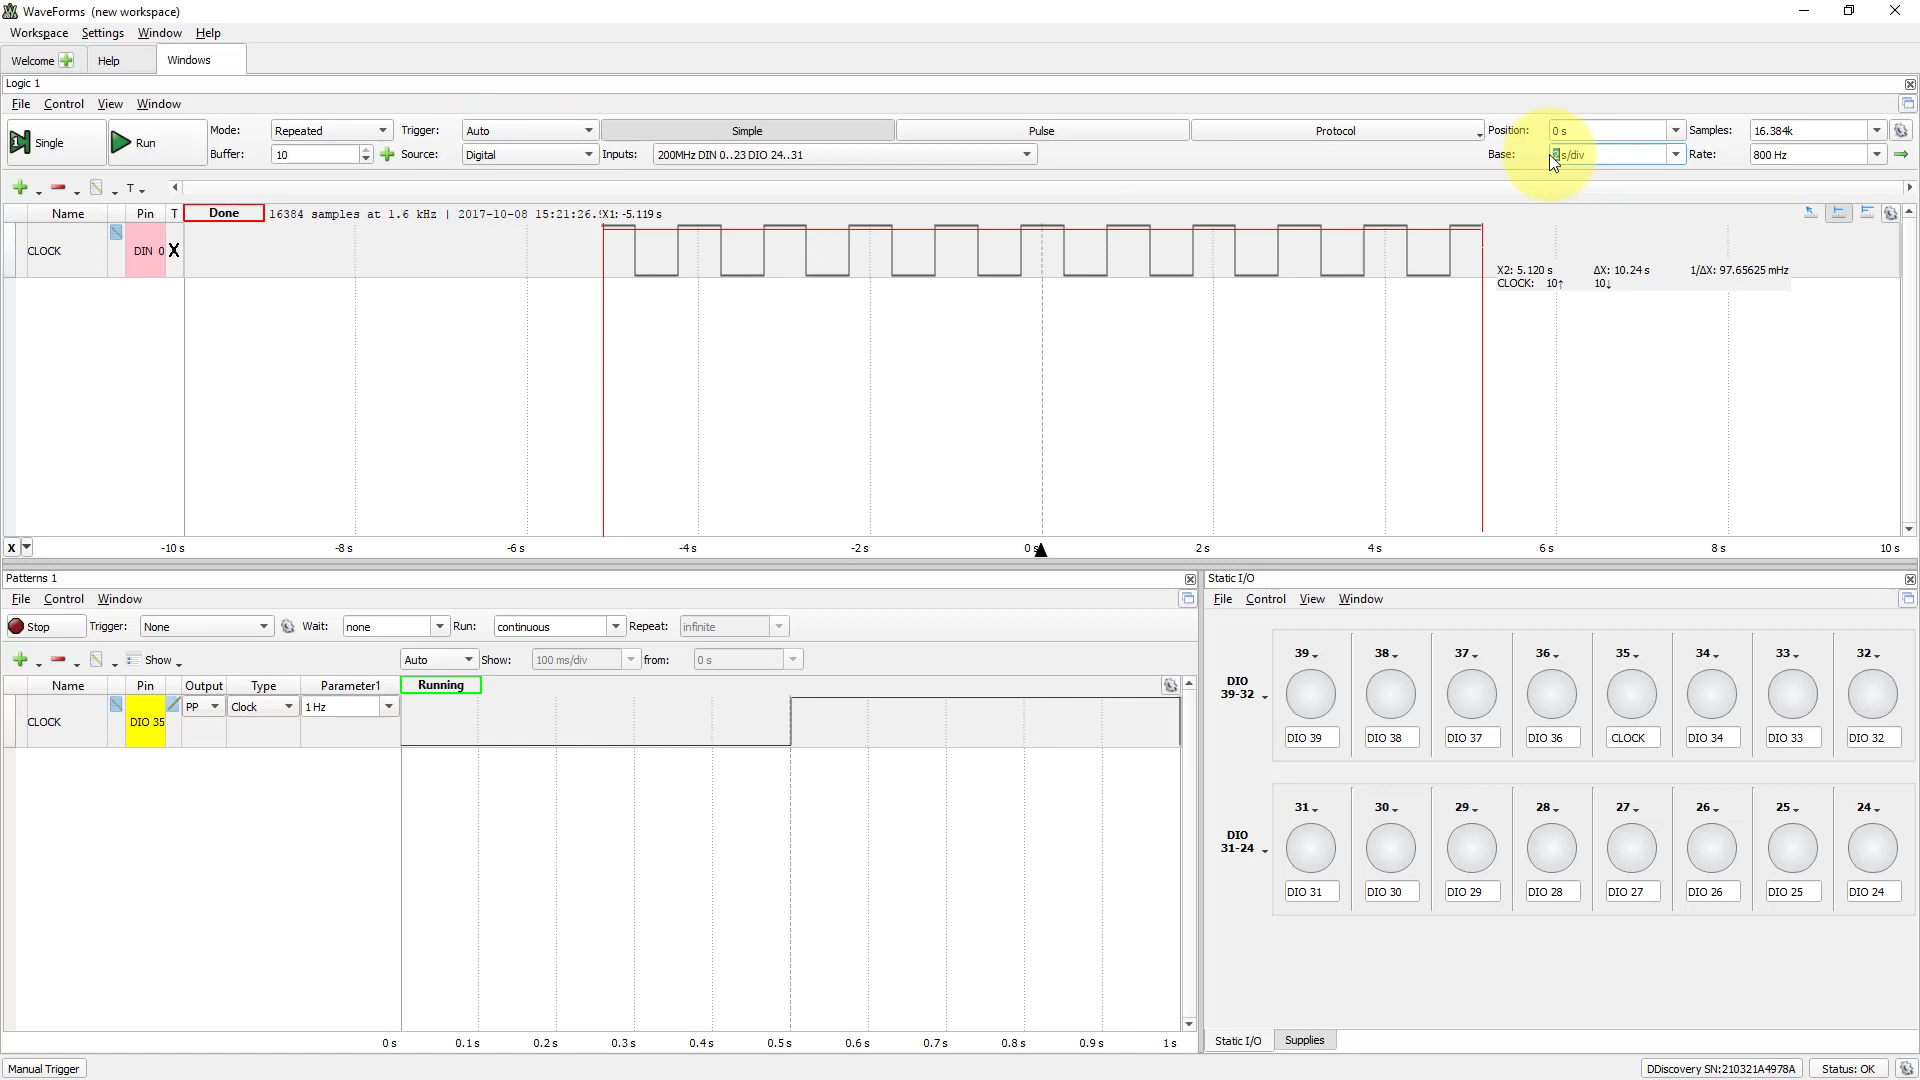 WaveForms (new workspace)
Workspace Settings Window Help
Welcome Help Windows
Logic 1
File Control View Window
Single Run Mode: Repeated Trigger: Auto Simple Pulse Protocol Position: 0 s Samples: 16.384k
Buffer: 10 Source: Digital Inputs: 200MHz DIN 0..23 DIO 24..31 Base: 2 s/div Rate: 800 Hz
T
Name Pin T Done 16384 samples at 1.6 kHz | 2017-10-08 15:21:26.9 X1: -5.119 s
CLOCK DIN 0 X
X2: 5.120 s ΔX: 10.24 s 1/ΔX: 97.65625 mHz
CLOCK: 10↑ 10↓
X -10 s -8 s -6 s -4 s -2 s 0 s 2 s 4 s 6 s 8 s 10 s
Patterns 1
File Control Window
Stop Trigger: None Wait: none Run: continuous Repeat: infinite
Show Auto Show: 100 ms/div from: 0 s
Name Pin Output Type Parameter1 Running
CLOCK DIO 35 PP Clock 1 Hz
0 s 0.1 s 0.2 s 0.3 s 0.4 s 0.5 s 0.6 s 0.7 s 0.8 s 0.9 s 1 s
Static I/O
File Control View Window
39 38 37 36 35 34 33 32
DIO
39-32
DIO 39 DIO 38 DIO 37 DIO 36 CLOCK DIO 34 DIO 33 DIO 32
31 30 29 28 27 26 25 24
DIO
31-24
DIO 31 DIO 30 DIO 29 DIO 28 DIO 27 DIO 26 DIO 25 DIO 24
Static I/O Supplies
Manual Trigger DDiscovery SN:210321A4978A Status: OK